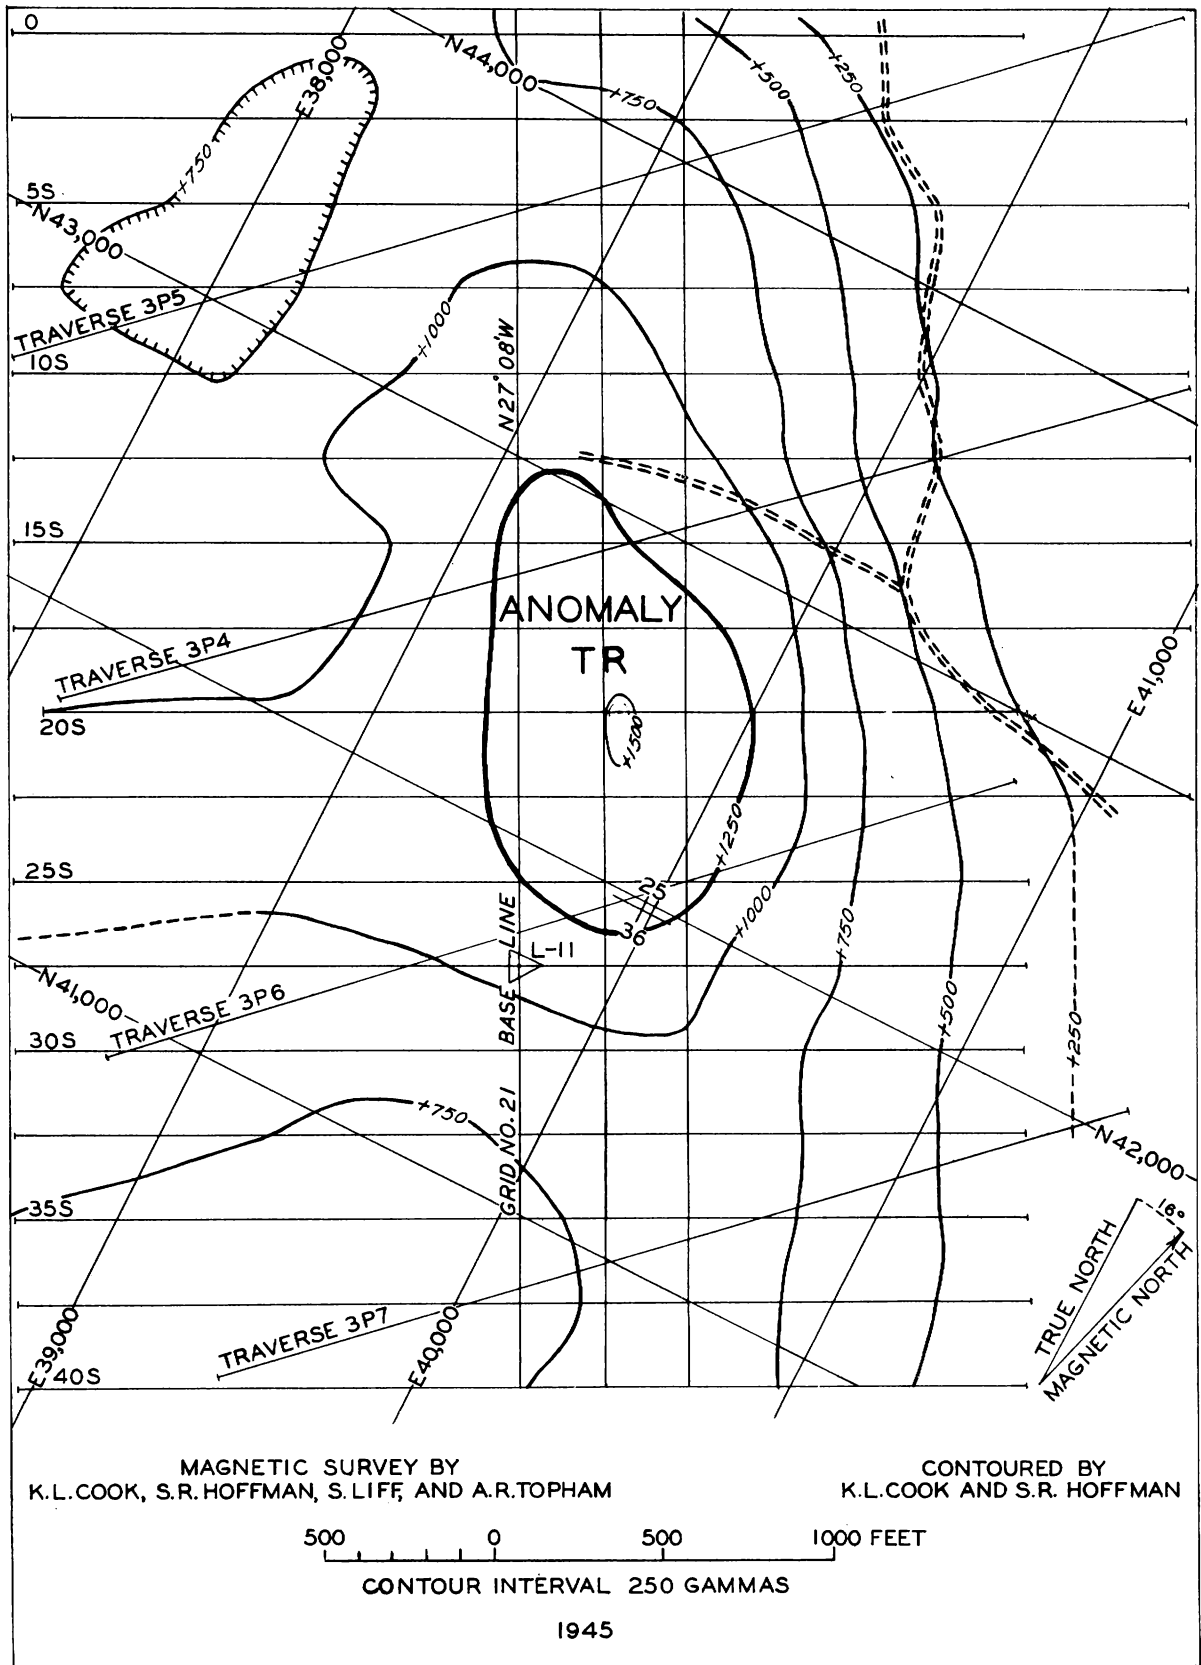 0
N44,000
E38,000
+750
+500
+250
+750
5S
N43,000
TRAVERSE 3P5
10S
+1000
N27°08'W
15S
ANOMALY
TR
TRAVERSE 3P4
20S
+1500
E41,000
+1250
25S
25
36
+1000
+750
L-11
N41,000
TRAVERSE 3P6
30S
GRID NO. 21 BASE LINE
+500
+250
+750
N42,000
35S
16°
TRUE NORTH
MAGNETIC NORTH
TRAVERSE 3P7
E39,000
E40,000
40S
MAGNETIC SURVEY BY
K.L. COOK, S.R. HOFFMAN, S. LIFF, AND A.R. TOPHAM
CONTOURED BY
K.L. COOK AND S.R. HOFFMAN
500 0 500 1000 FEET
CONTOUR INTERVAL 250 GAMMAS
1945